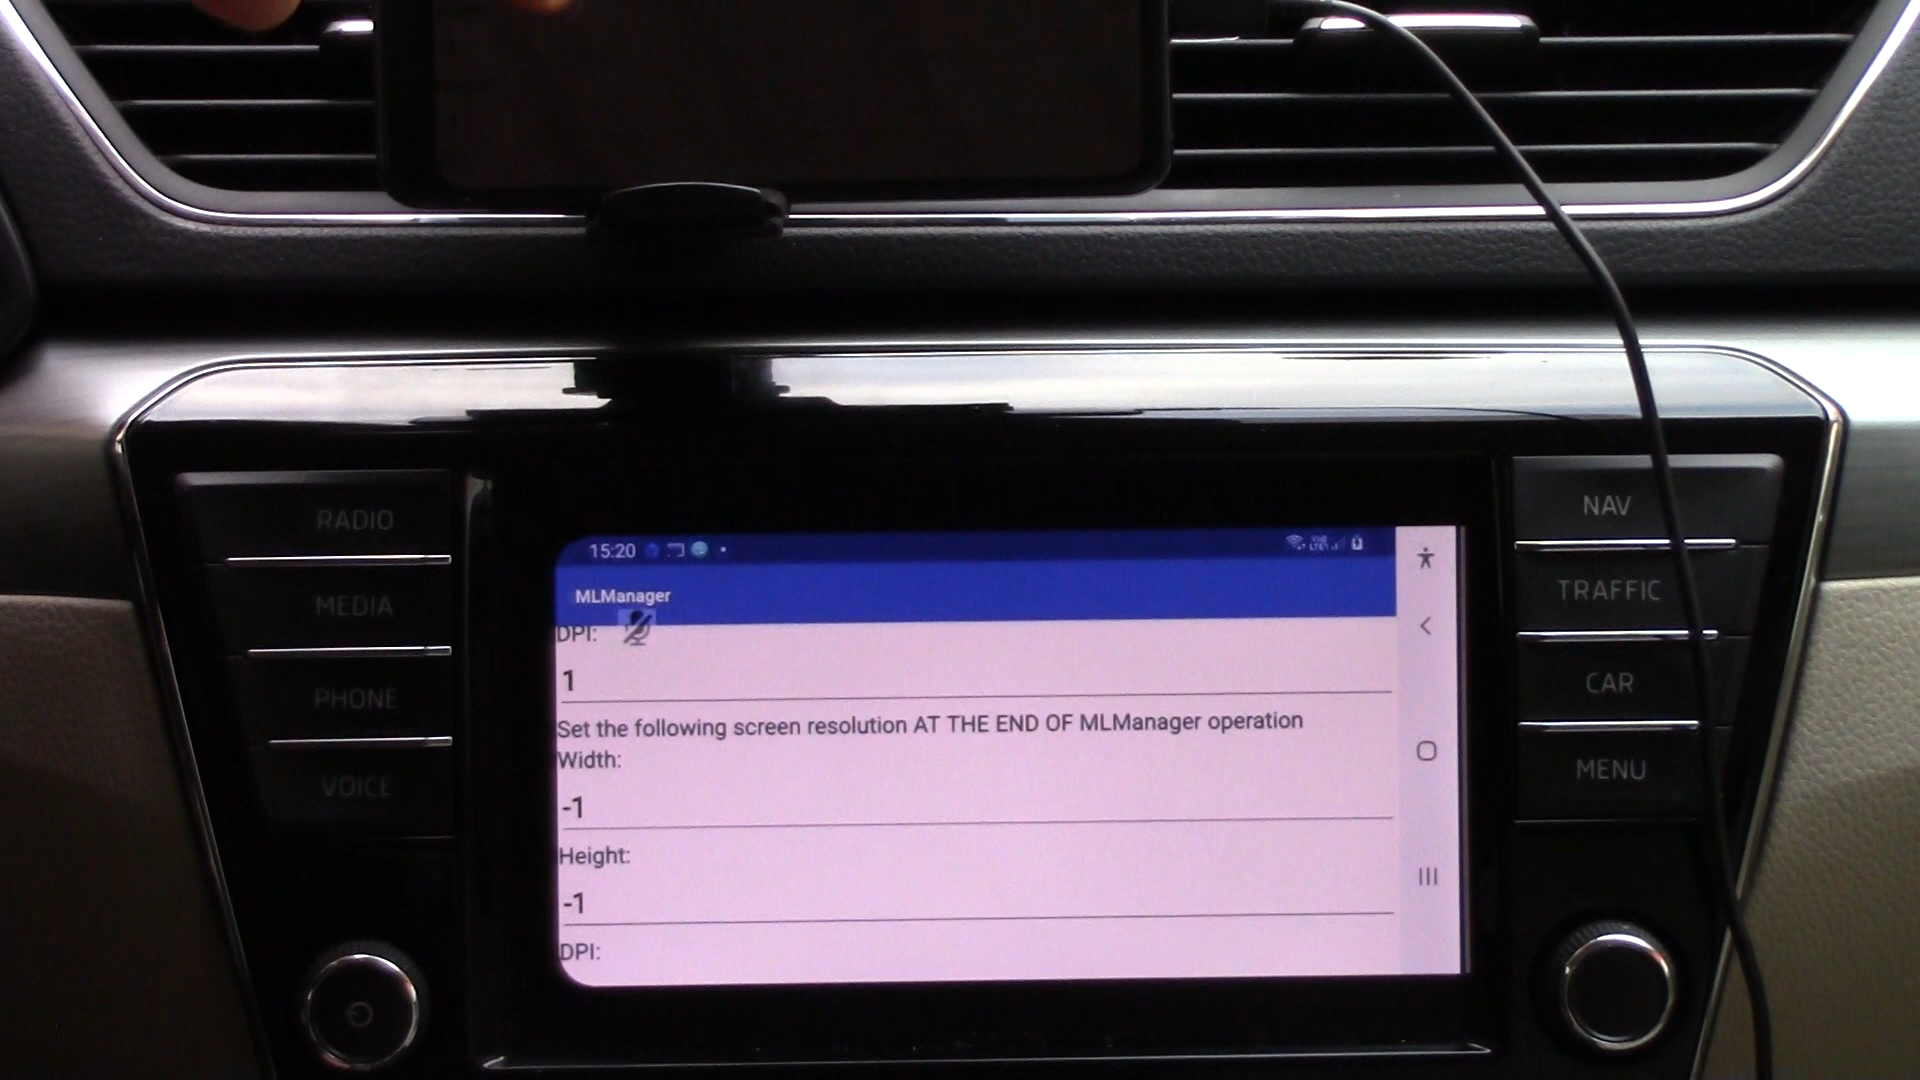 RADIO
MEDIA
PHONE
VOICE
15:20
MLManager
DPI:
1
Set the following screen resolution AT THE END OF MLManager operation
Width:
-1
Height:
-1
DPI:
NAV
TRAFFIC
CAR
MENU